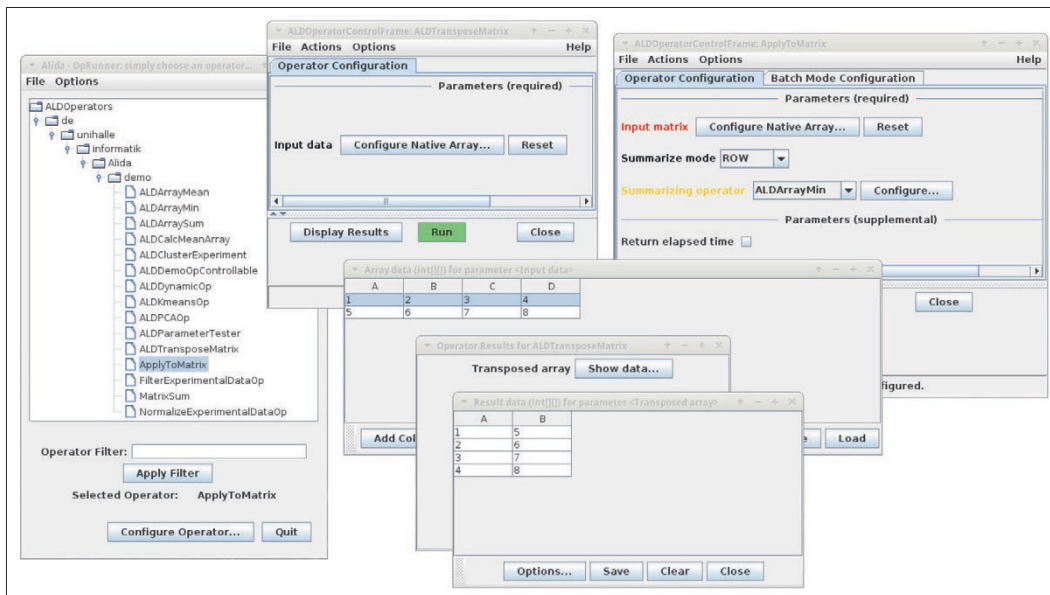 Alida - OpRunner: simply choose an operator...
File Options
ALDOperators
de
unihalle
informatik
Alida
demo
ALDArrayMean
ALDArrayMin
ALDArraySum
ALDCalcMeanArray
ALDClusterExperiment
ALDDemoOpControllable
ALDDynamicOp
ALDKmeansOp
ALDPCAOp
ALDParameterTester
ALDTransposeMatrix
ApplyToMatrix
FilterExperimentalDataOp
MatrixSum
NormalizeExperimentalDataOp
Operator Filter:
Apply Filter
Selected Operator: ApplyToMatrix
Configure Operator... Quit
ALDOperatorControlFrame: ALDTransposeMatrix
File Actions Options Help
Operator Configuration
Parameters (required)
Input data Configure Native Array... Reset
Display Results Run Close
ALDOperatorControlFrame: ApplyToMatrix
File Actions Options Help
Operator Configuration Batch Mode Configuration
Parameters (required)
Input matrix Configure Native Array... Reset
Summarize mode ROW
Summarizing operator ALDArrayMin Configure...
Parameters (supplemental)
Return elapsed time
Close
figured.
Array data (int[][]) for parameter <Input data>
A B C D
1 2 3 4
5 6 7 8
Add Col
Load
Operator Results for ALDTransposeMatrix
Transposed array Show data...
Result data (int[][]) for parameter <Transposed array>
A B
1 5
2 6
3 7
4 8
Options... Save Clear Close